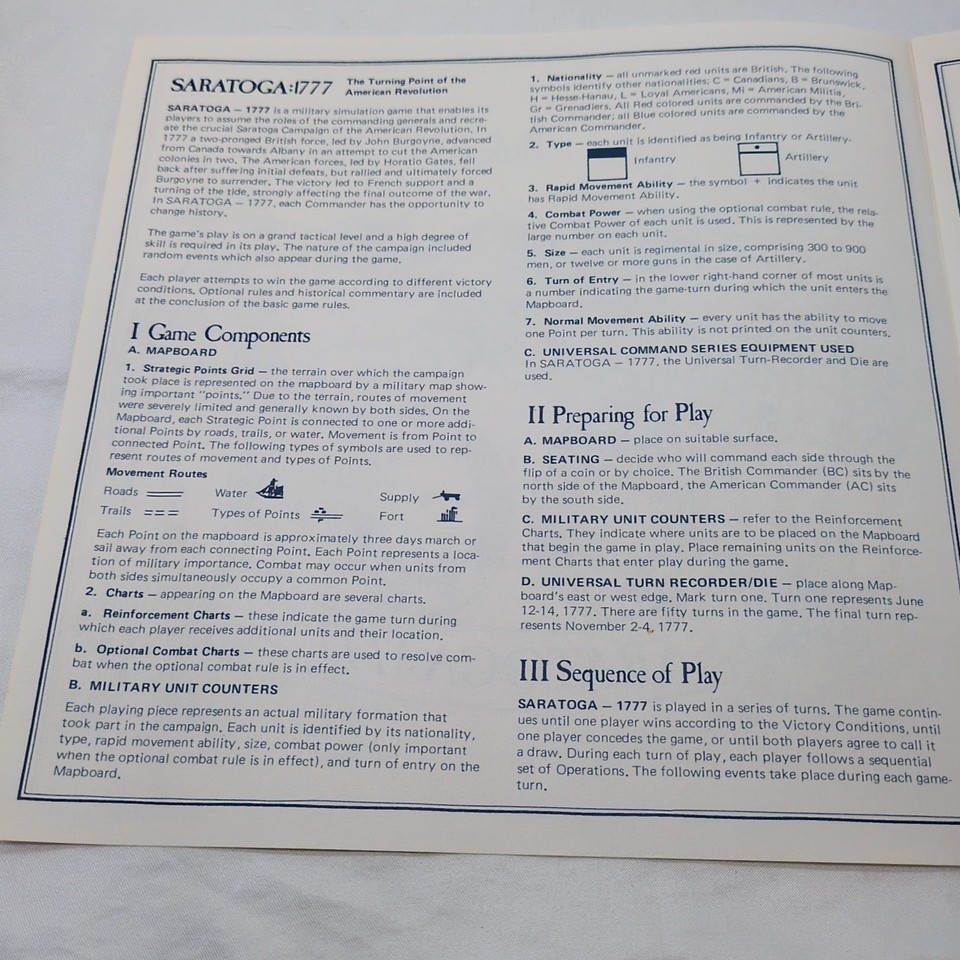 SARATOGA:1777 The Turning Point of the
American Revolution
SARATOGA — 1777 is a military simulation game that enables its
players to assume the roles of the commanding generals and recre-
ate the crucial Saratoga Campaign of the American Revolution. In
1777 a two-pronged British force, led by John Burgoyne, advanced
from Canada towards Albany in an attempt to cut the American
colonies in two. The American forces, led by Horatio Gates, fell
back after suffering initial defeats, but rallied and ultimately forced
Burgoyne to surrender. The victory led to French support and a
turning of the tide, strongly affecting the final outcome of the war.
In SARATOGA — 1777, each Commander has the opportunity to
change history.
The game's play is on a grand tactical level and a high degree of
skill is required in its play. The nature of the campaign included
random events which also appear during the game.
Each player attempts to win the game according to different victory
conditions. Optional rules and historical commentary are included
at the conclusion of the basic game rules.
I Game Components
A. MAPBOARD
1. Strategic Points Grid — the terrain over which the campaign
took place is represented on the mapboard by a military map show-
ing important "points." Due to the terrain, routes of movement
were severely limited and generally known by both sides. On the
Mapboard, each Strategic Point is connected to one or more addi-
tional Points by roads, trails, or water. Movement is from Point to
connected Point. The following types of symbols are used to rep-
resent routes of movement and types of Points.
Movement Routes
Roads Water Supply
Trails Types of Points Fort
Each Point on the mapboard is approximately three days march or
sail away from each connecting Point. Each Point represents a loca-
tion of military importance. Combat may occur when units from
both sides simultaneously occupy a common Point.
2. Charts — appearing on the Mapboard are several charts.
a. Reinforcement Charts — these indicate the game turn during
which each player receives additional units and their location.
b. Optional Combat Charts — these charts are used to resolve com-
bat when the optional combat rule is in effect.
B. MILITARY UNIT COUNTERS
Each playing piece represents an actual military formation that
took part in the campaign. Each unit is identified by its nationality,
type, rapid movement ability, size, combat power (only important
when the optional combat rule is in effect), and turn of entry on the
Mapboard.
1. Nationality — all unmarked red units are British. The following
symbols identify other nationalities; C = Canadians, B = Brunswick,
H = Hesse-Hanau, L = Loyal Americans, Mi = American Militia,
Gr = Grenadiers. All Red colored units are commanded by the Bri-
tish Commander; all Blue colored units are commanded by the
American Commander.
2. Type — each unit is identified as being Infantry or Artillery.
Infantry Artillery
3. Rapid Movement Ability — the symbol + indicates the unit
has Rapid Movement Ability.
4. Combat Power — when using the optional combat rule, the rela-
tive Combat Power of each unit is used. This is represented by the
large number on each unit.
5. Size — each unit is regimental in size, comprising 300 to 900
men, or twelve or more guns in the case of Artillery.
6. Turn of Entry — in the lower right-hand corner of most units is
a number indicating the game-turn during which the unit enters the
Mapboard.
7. Normal Movement Ability — every unit has the ability to move
one Point per turn. This ability is not printed on the unit counters.
C. UNIVERSAL COMMAND SERIES EQUIPMENT USED
In SARATOGA — 1777, the Universal Turn-Recorder and Die are
used.
II Preparing for Play
A. MAPBOARD — place on suitable surface.
B. SEATING — decide who will command each side through the
flip of a coin or by choice. The British Commander (BC) sits by the
north side of the Mapboard, the American Commander (AC) sits
by the south side.
C. MILITARY UNIT COUNTERS — refer to the Reinforcement
Charts. They indicate where units are to be placed on the Mapboard
that begin the game in play. Place remaining units on the Reinforce-
ment Charts that enter play during the game.
D. UNIVERSAL TURN RECORDER/DIE — place along Map-
board's east or west edge. Mark turn one. Turn one represents June
12-14, 1777. There are fifty turns in the game. The final turn rep-
resents November 2-4, 1777.
III Sequence of Play
SARATOGA — 1777 is played in a series of turns. The game contin-
ues until one player wins according to the Victory Conditions, until
one player concedes the game, or until both players agree to call it
a draw. During each turn of play, each player follows a sequential
set of Operations. The following events take place during each game-
turn.